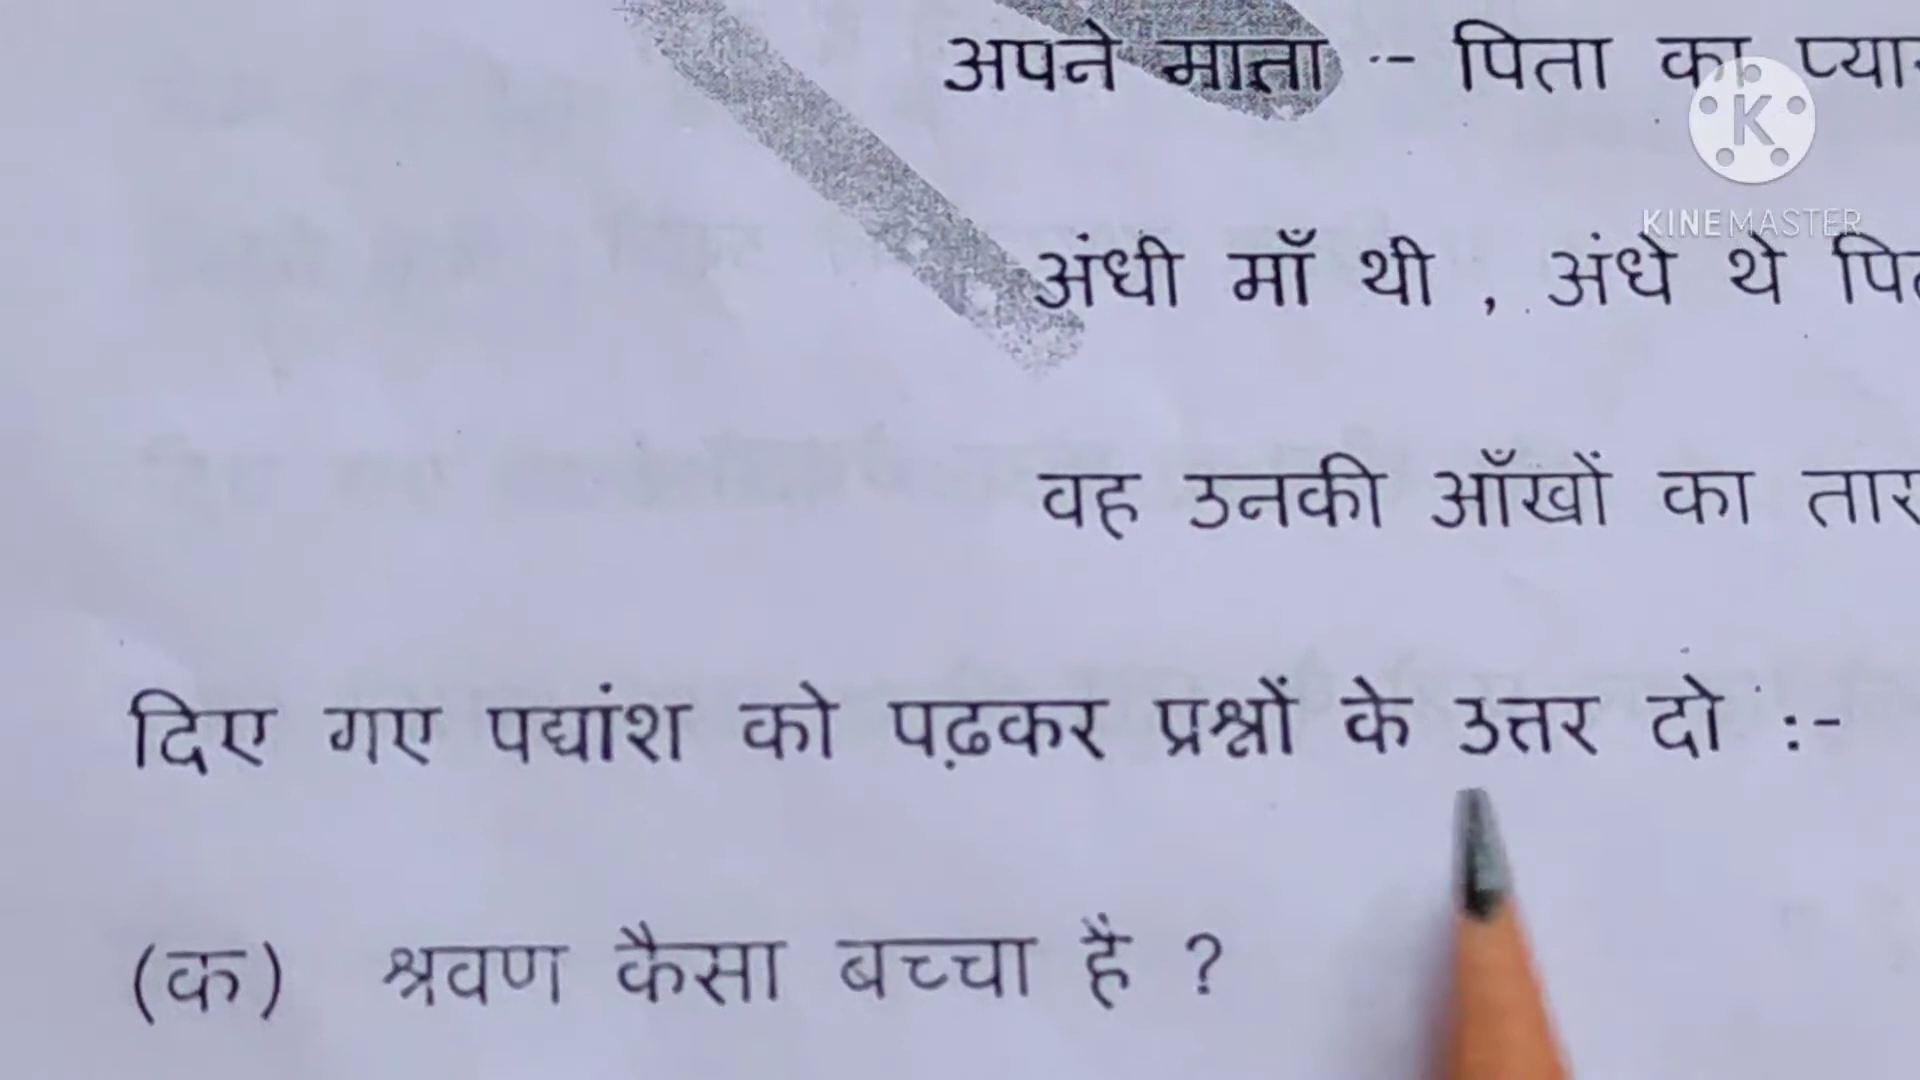 अपने माता :- पिता का
K
KINEMASTER
अंधी माँ थी , अंधे थे
वह उनकी आँखों का
दिए गए पद्यांश को पढ़कर प्रश्नों के उत्तर दो :-
(क) श्रवण कैसा बच्चा है ?